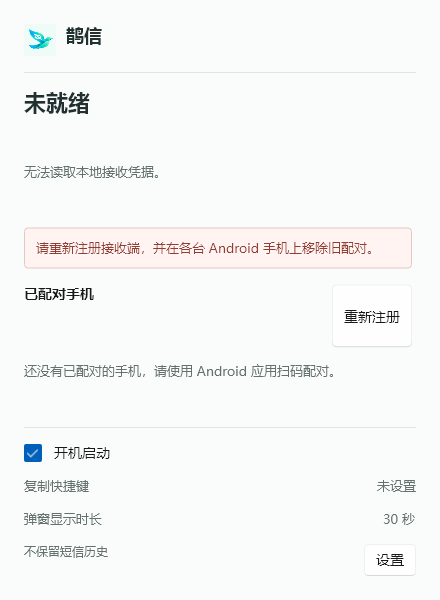 鹊信
未就绪
无法读取本地接收凭据。
请重新注册接收端，并在各台 Android 手机上移除旧配对。
已配对手机
重新注册
还没有已配对的手机，请使用 Android 应用扫码配对。
开机启动
复制快捷键 未设置
弹窗显示时长 30 秒
不保留短信历史 设置